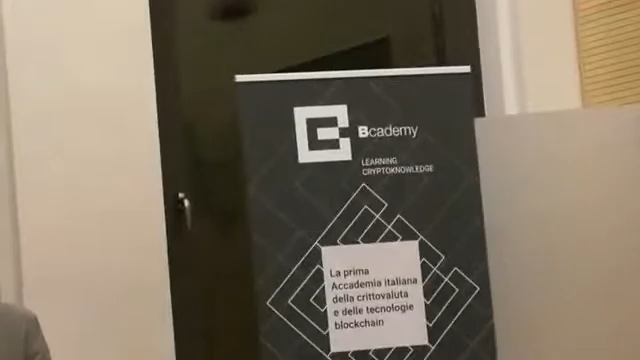 Bcademy
LEARNING
CRYPTOKNOWLEDGE
La prima
Accademia italiana
della crittovaluta
e delle tecnologie
blockchain